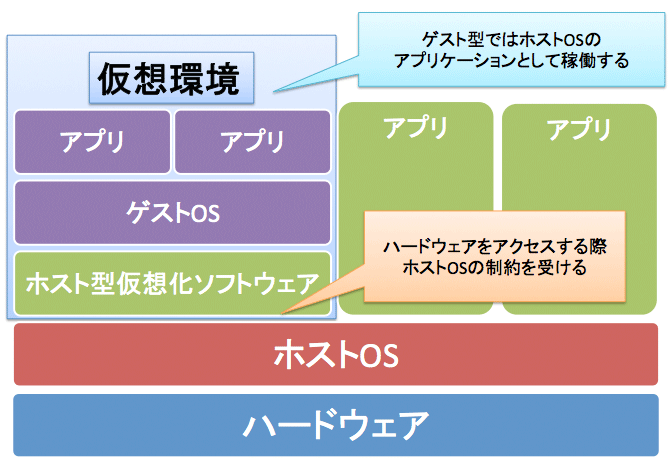 ゲスト型ではホストOSの
アプリケーションとして稼働する
仮想環境
アプリ
アプリ
アプリ
アプリ
ゲストOS
ハードウェアをアクセスする際
ホストOSの制約を受ける
ホスト型仮想化ソフトウェア
ホストOS
ハードウェア